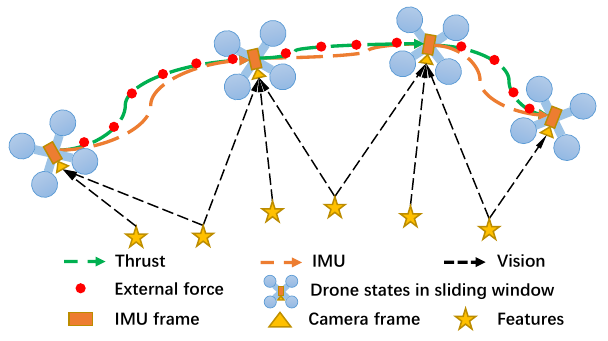 Thrust IMU Vision
External force Drone states in sliding window
IMU frame Camera frame Features